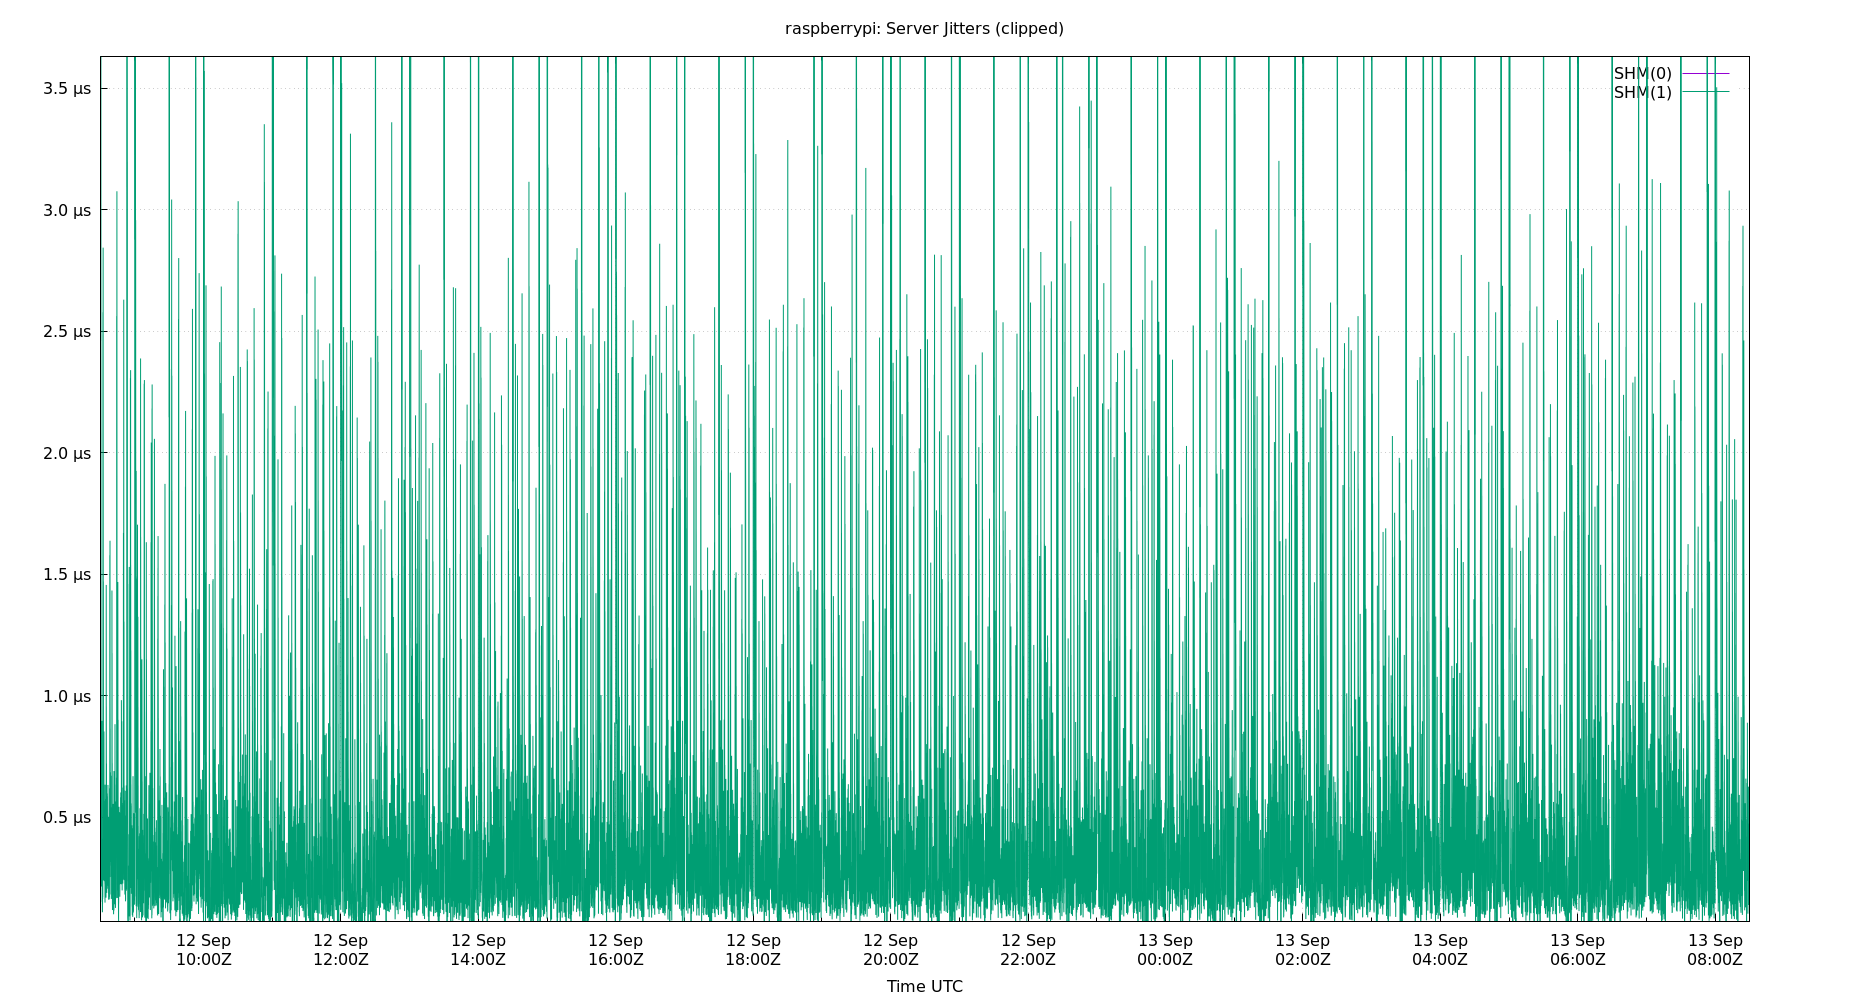 raspberrypi: Server Jitters (clipped)
SHM(0)
SHM(1)
3.5 µs
3.0 µs
2.5 µs
2.0 µs
1.5 µs
1.0 µs
0.5 µs
12 Sep 12 Sep 12 Sep 12 Sep 12 Sep 12 Sep 12 Sep 13 Sep 13 Sep 13 Sep 13 Sep 13 Sep
10:00Z 12:00Z 14:00Z 16:00Z 18:00Z 20:00Z 22:00Z 00:00Z 02:00Z 04:00Z 06:00Z 08:00Z
Time UTC